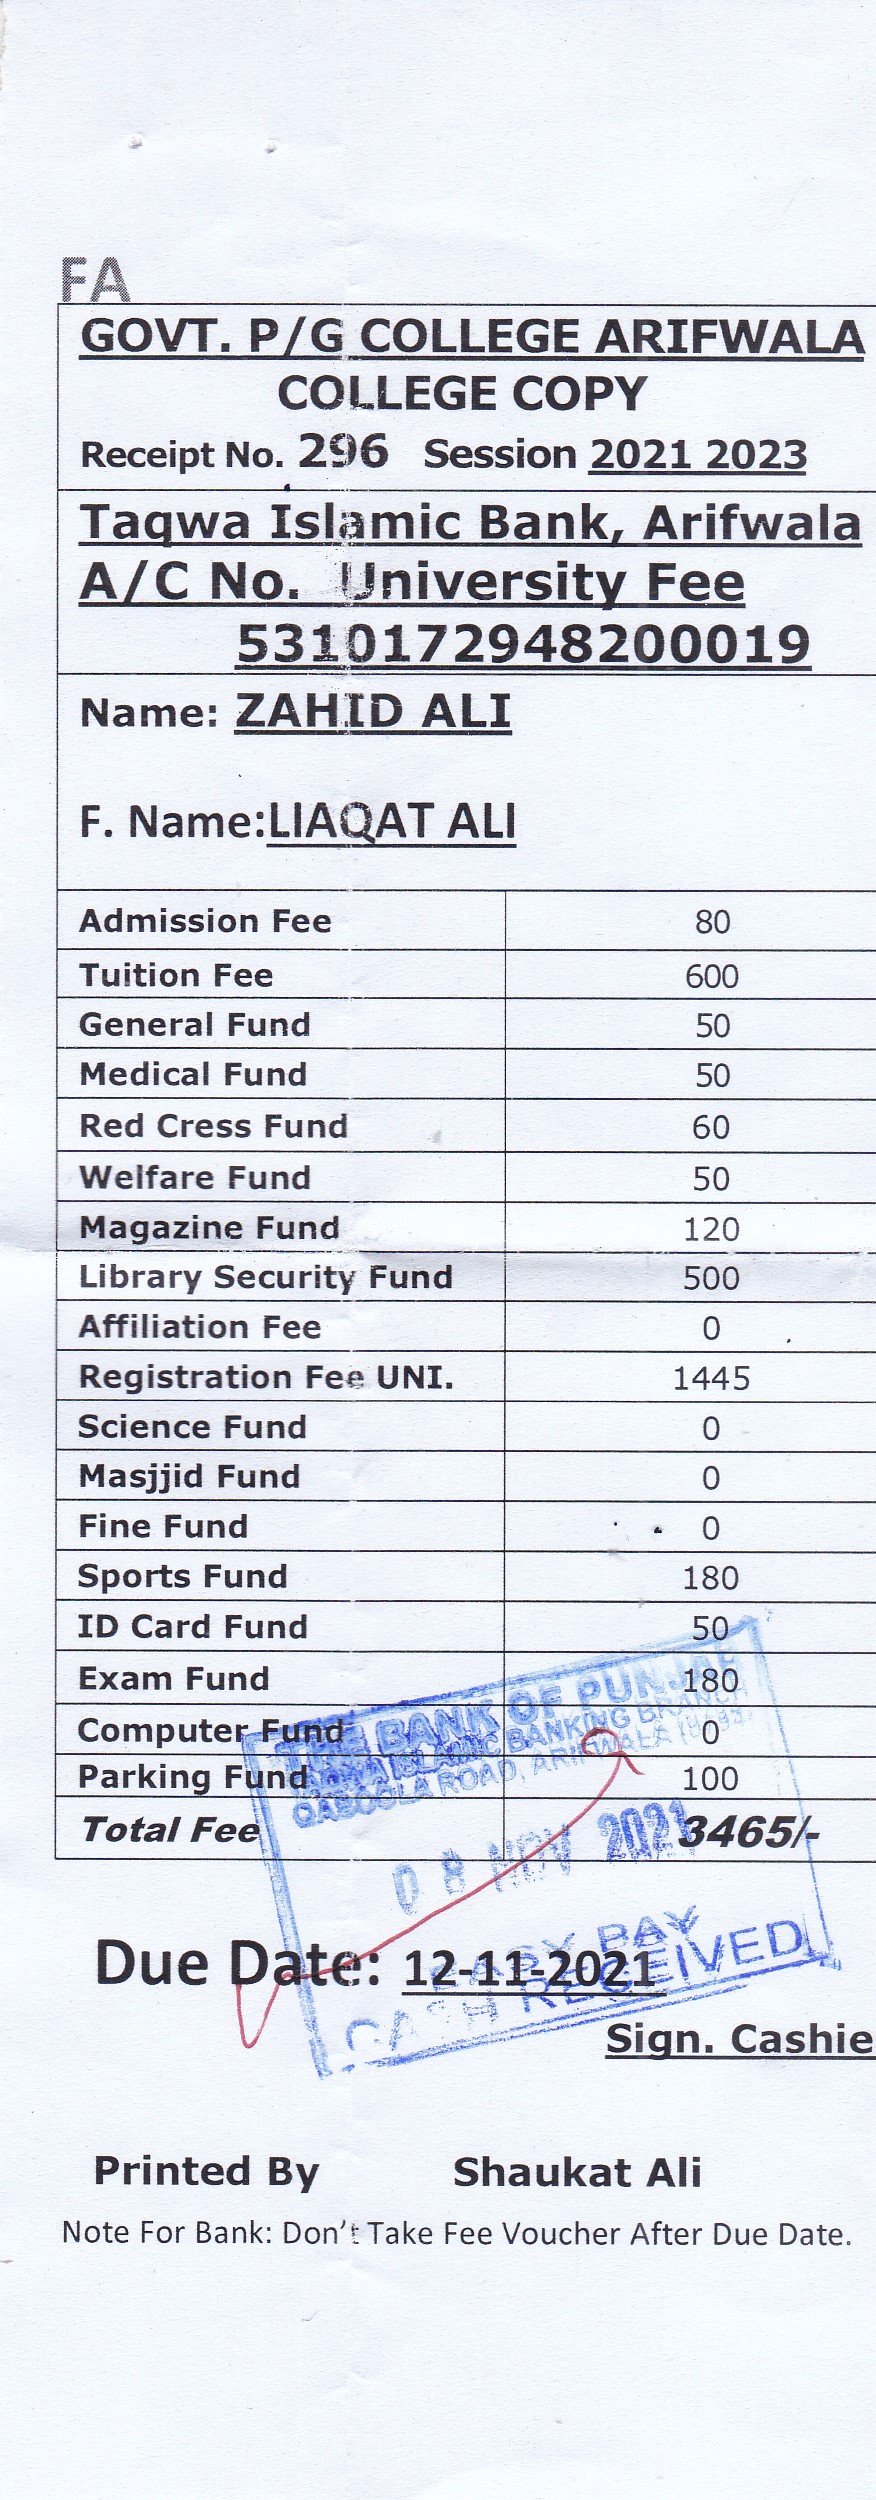 FA
GOVT. P/G COLLEGE ARIFWALA
COLLEGE COPY
Receipt No. 296 Session 2021 2023
Taqwa Islamic Bank, Arifwala
A/C No. University Fee
5310172948200019
Name: ZAHID ALI
F. Name:LIAQAT ALI
Admission Fee 80
Tuition Fee 600
General Fund 50
Medical Fund 50
Red Cress Fund 60
Welfare Fund 50
Magazine Fund 120
Library Security Fund 500
Affiliation Fee 0
Registration Fee UNI. 1445
Science Fund 0
Masjjid Fund 0
Fine Fund 0
Sports Fund 180
ID Card Fund 50
Exam Fund 180
Computer Fund 0
Parking Fund 100
Total Fee 3465/-
THE BANK OF PUNJAB
TAQWA ISLAMIC BANKING BRANCH
QABOOLA ROAD, ARIFWALA
08 NOV 2021
EASY PAY
CASH RECEIVED
Due Date: 12-11-2021
Sign. Cashie
Printed By Shaukat Ali
Note For Bank: Don't Take Fee Voucher After Due Date.